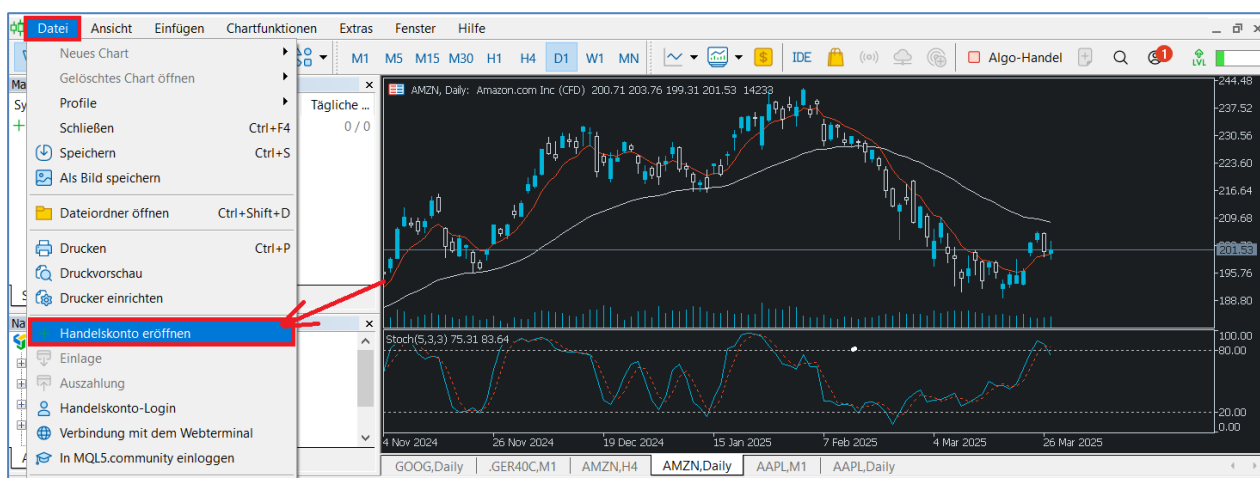 Datei Ansicht Einfügen Chartfunktionen Extras Fenster Hilfe
M1 M5 M15 M30 H1 H4 D1 W1 MN $ IDE Algo-Handel 1 LVL
Neues Chart
Gelöschtes Chart öffnen
Profile
Schließen Ctrl+F4
Speichern Ctrl+S
Als Bild speichern
Dateiordner öffnen Ctrl+Shift+D
Drucken Ctrl+P
Druckvorschau
Drucker einrichten
Handelskonto eröffnen
Einlage
Auszahlung
Handelskonto-Login
Verbindung mit dem Webterminal
In MQL5.community einloggen
Ma
Sy Tägliche ...
0 / 0
Na
AMZN, Daily: Amazon.com Inc (CFD) 200.71 203.76 199.31 201.53 14233
244.48
237.52
230.56
223.60
216.64
209.68
201.53
195.76
188.80
Stoch(5,3,3) 75.31 83.64
100.00
80.00
20.00
0.00
4 Nov 2024 26 Nov 2024 19 Dec 2024 15 Jan 2025 7 Feb 2025 4 Mar 2025 26 Mar 2025
GOOG,Daily .GER40C,M1 AMZN,H4 AMZN,Daily AAPL,M1 AAPL,Daily